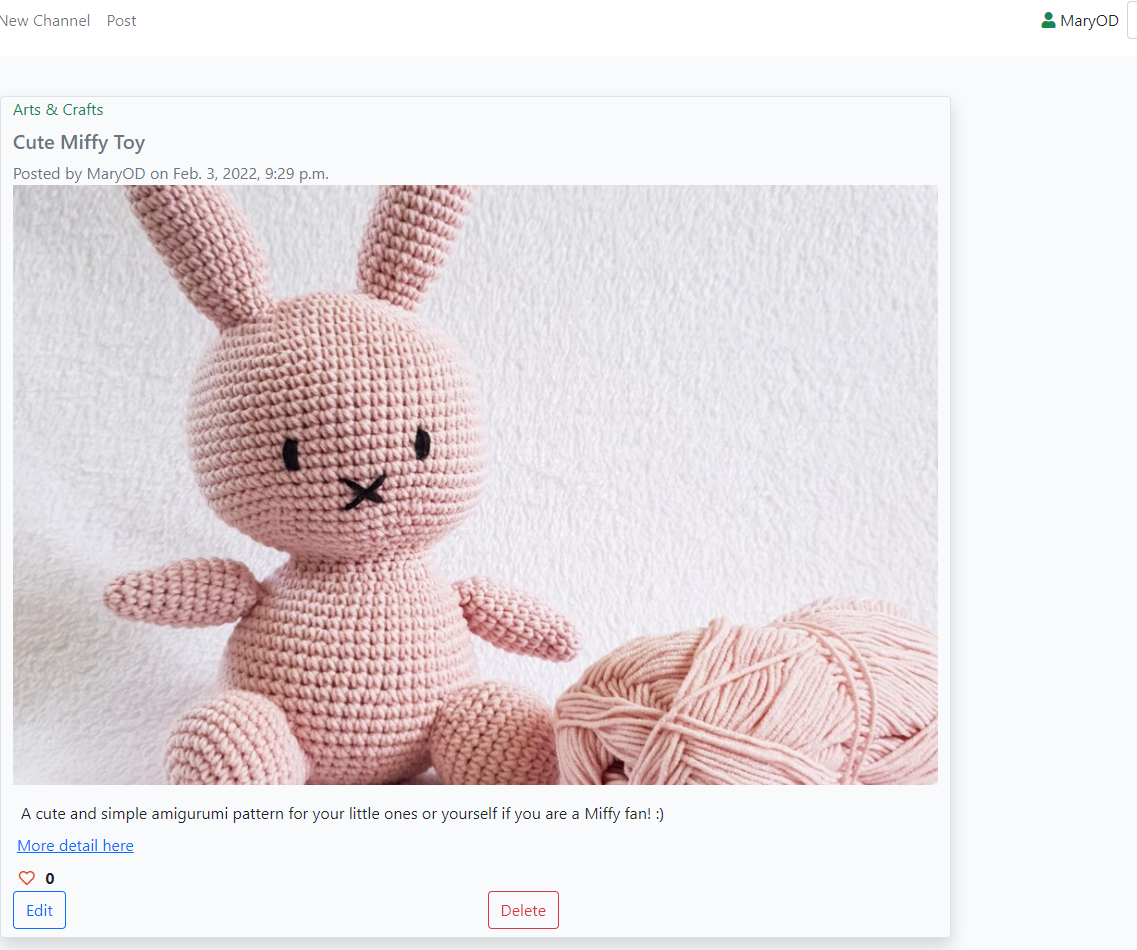 New Channel Post MaryOD
Arts & Crafts
Cute Miffy Toy
Posted by MaryOD on Feb. 3, 2022, 9:29 p.m.
A cute and simple amigurumi pattern for your little ones or yourself if you are a Miffy fan! :)
More detail here
0
Edit Delete